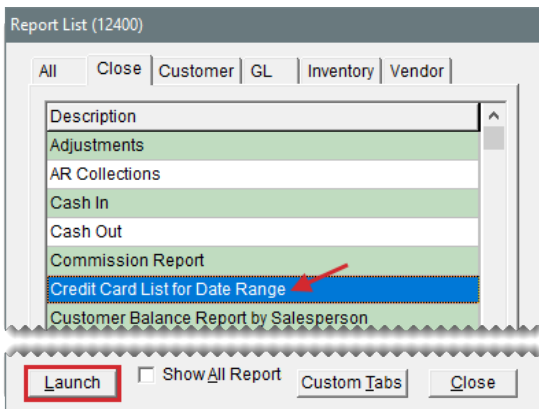 Report List (12400)
All Close Customer GL Inventory Vendor
Description
Adjustments
AR Collections
Cash In
Cash Out
Commission Report
Credit Card List for Date Range
Customer Balance Report by Salesperson
Launch Show All Report Custom Tabs Close